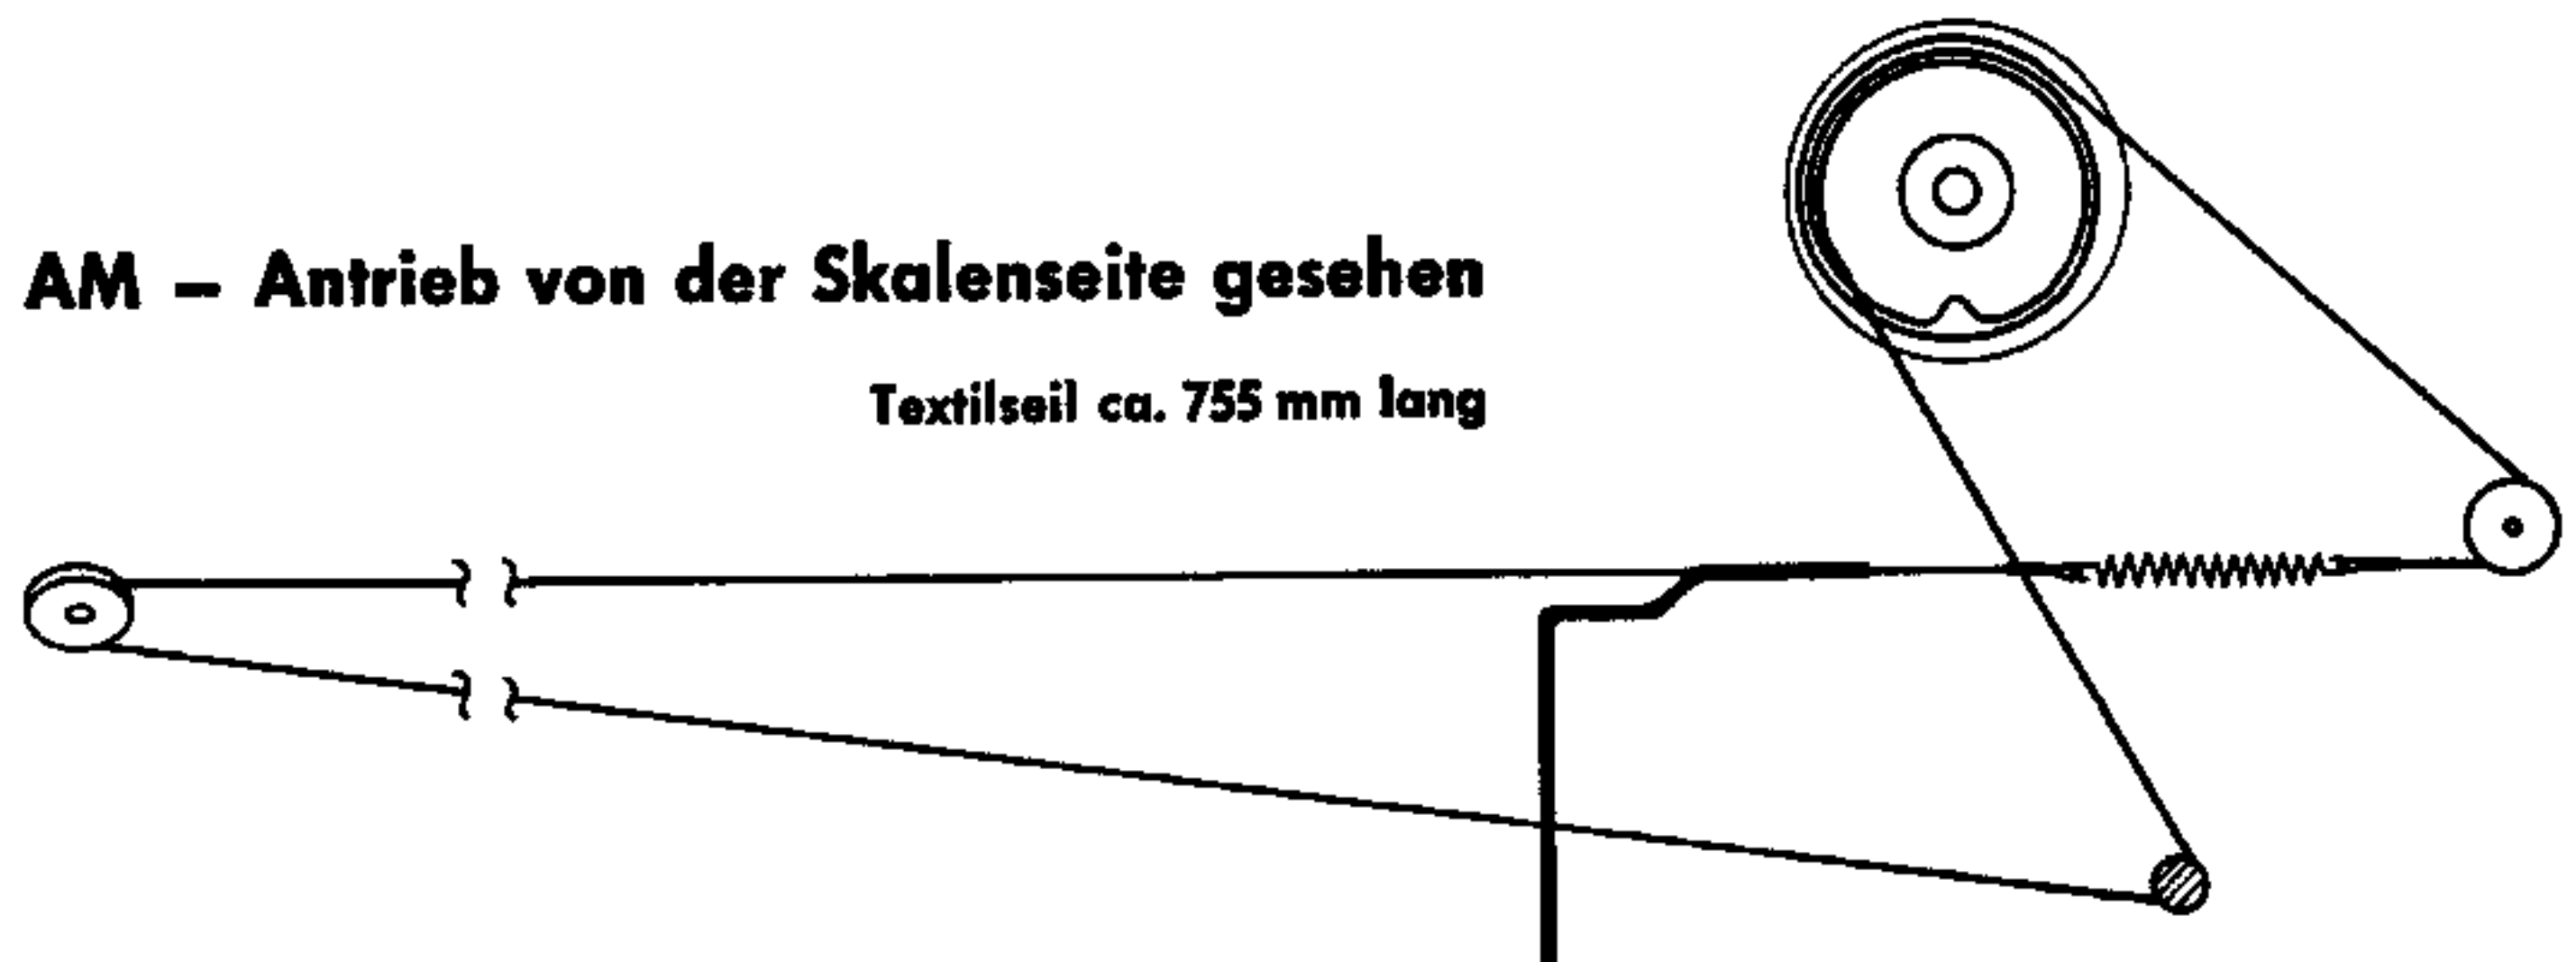 AM – Antrieb von der Skalenseite gesehen
Textilseil ca. 755 mm lang